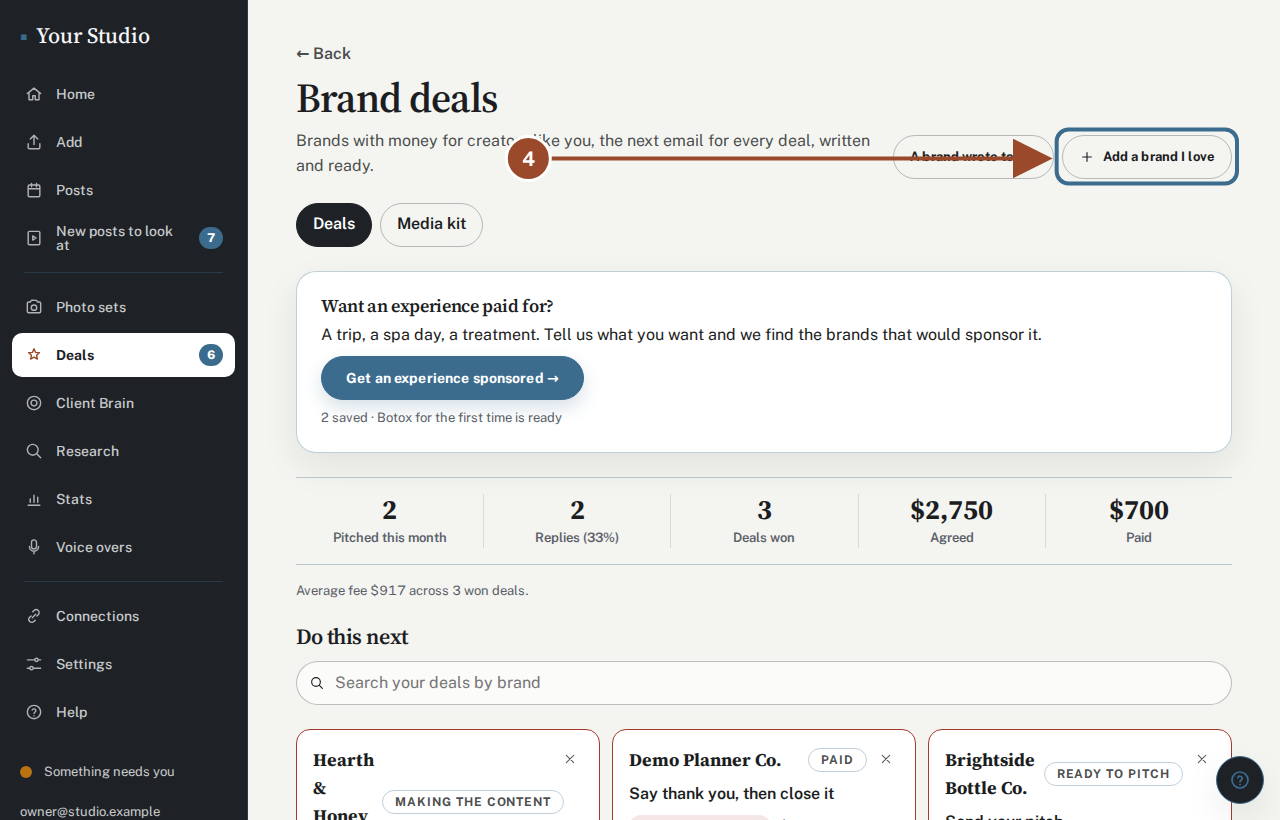 Your Studio
Home
Add
Posts
New posts to look at
7
Photo sets
Deals
6
Client Brain
Research
Stats
Voice overs
Connections
Settings
Help
Something needs you
owner@studio.example
← Back
Brand deals
Brands with money for creators like you, the next email for every deal, written
and ready.
4
A brand wrote to
+ Add a brand I love
Deals
Media kit
Want an experience paid for?
A trip, a spa day, a treatment. Tell us what you want and we find the brands that would sponsor it.
Get an experience sponsored →
2 saved · Botox for the first time is ready
2
Pitched this month
2
Replies (33%)
3
Deals won
$2,750
Agreed
$700
Paid
Average fee $917 across 3 won deals.
Do this next
Search your deals by brand
Hearth
&
Honey
MAKING THE CONTENT
Demo Planner Co.
PAID
Say thank you, then close it
Brightside
Bottle Co.
READY TO PITCH
Send your pitch